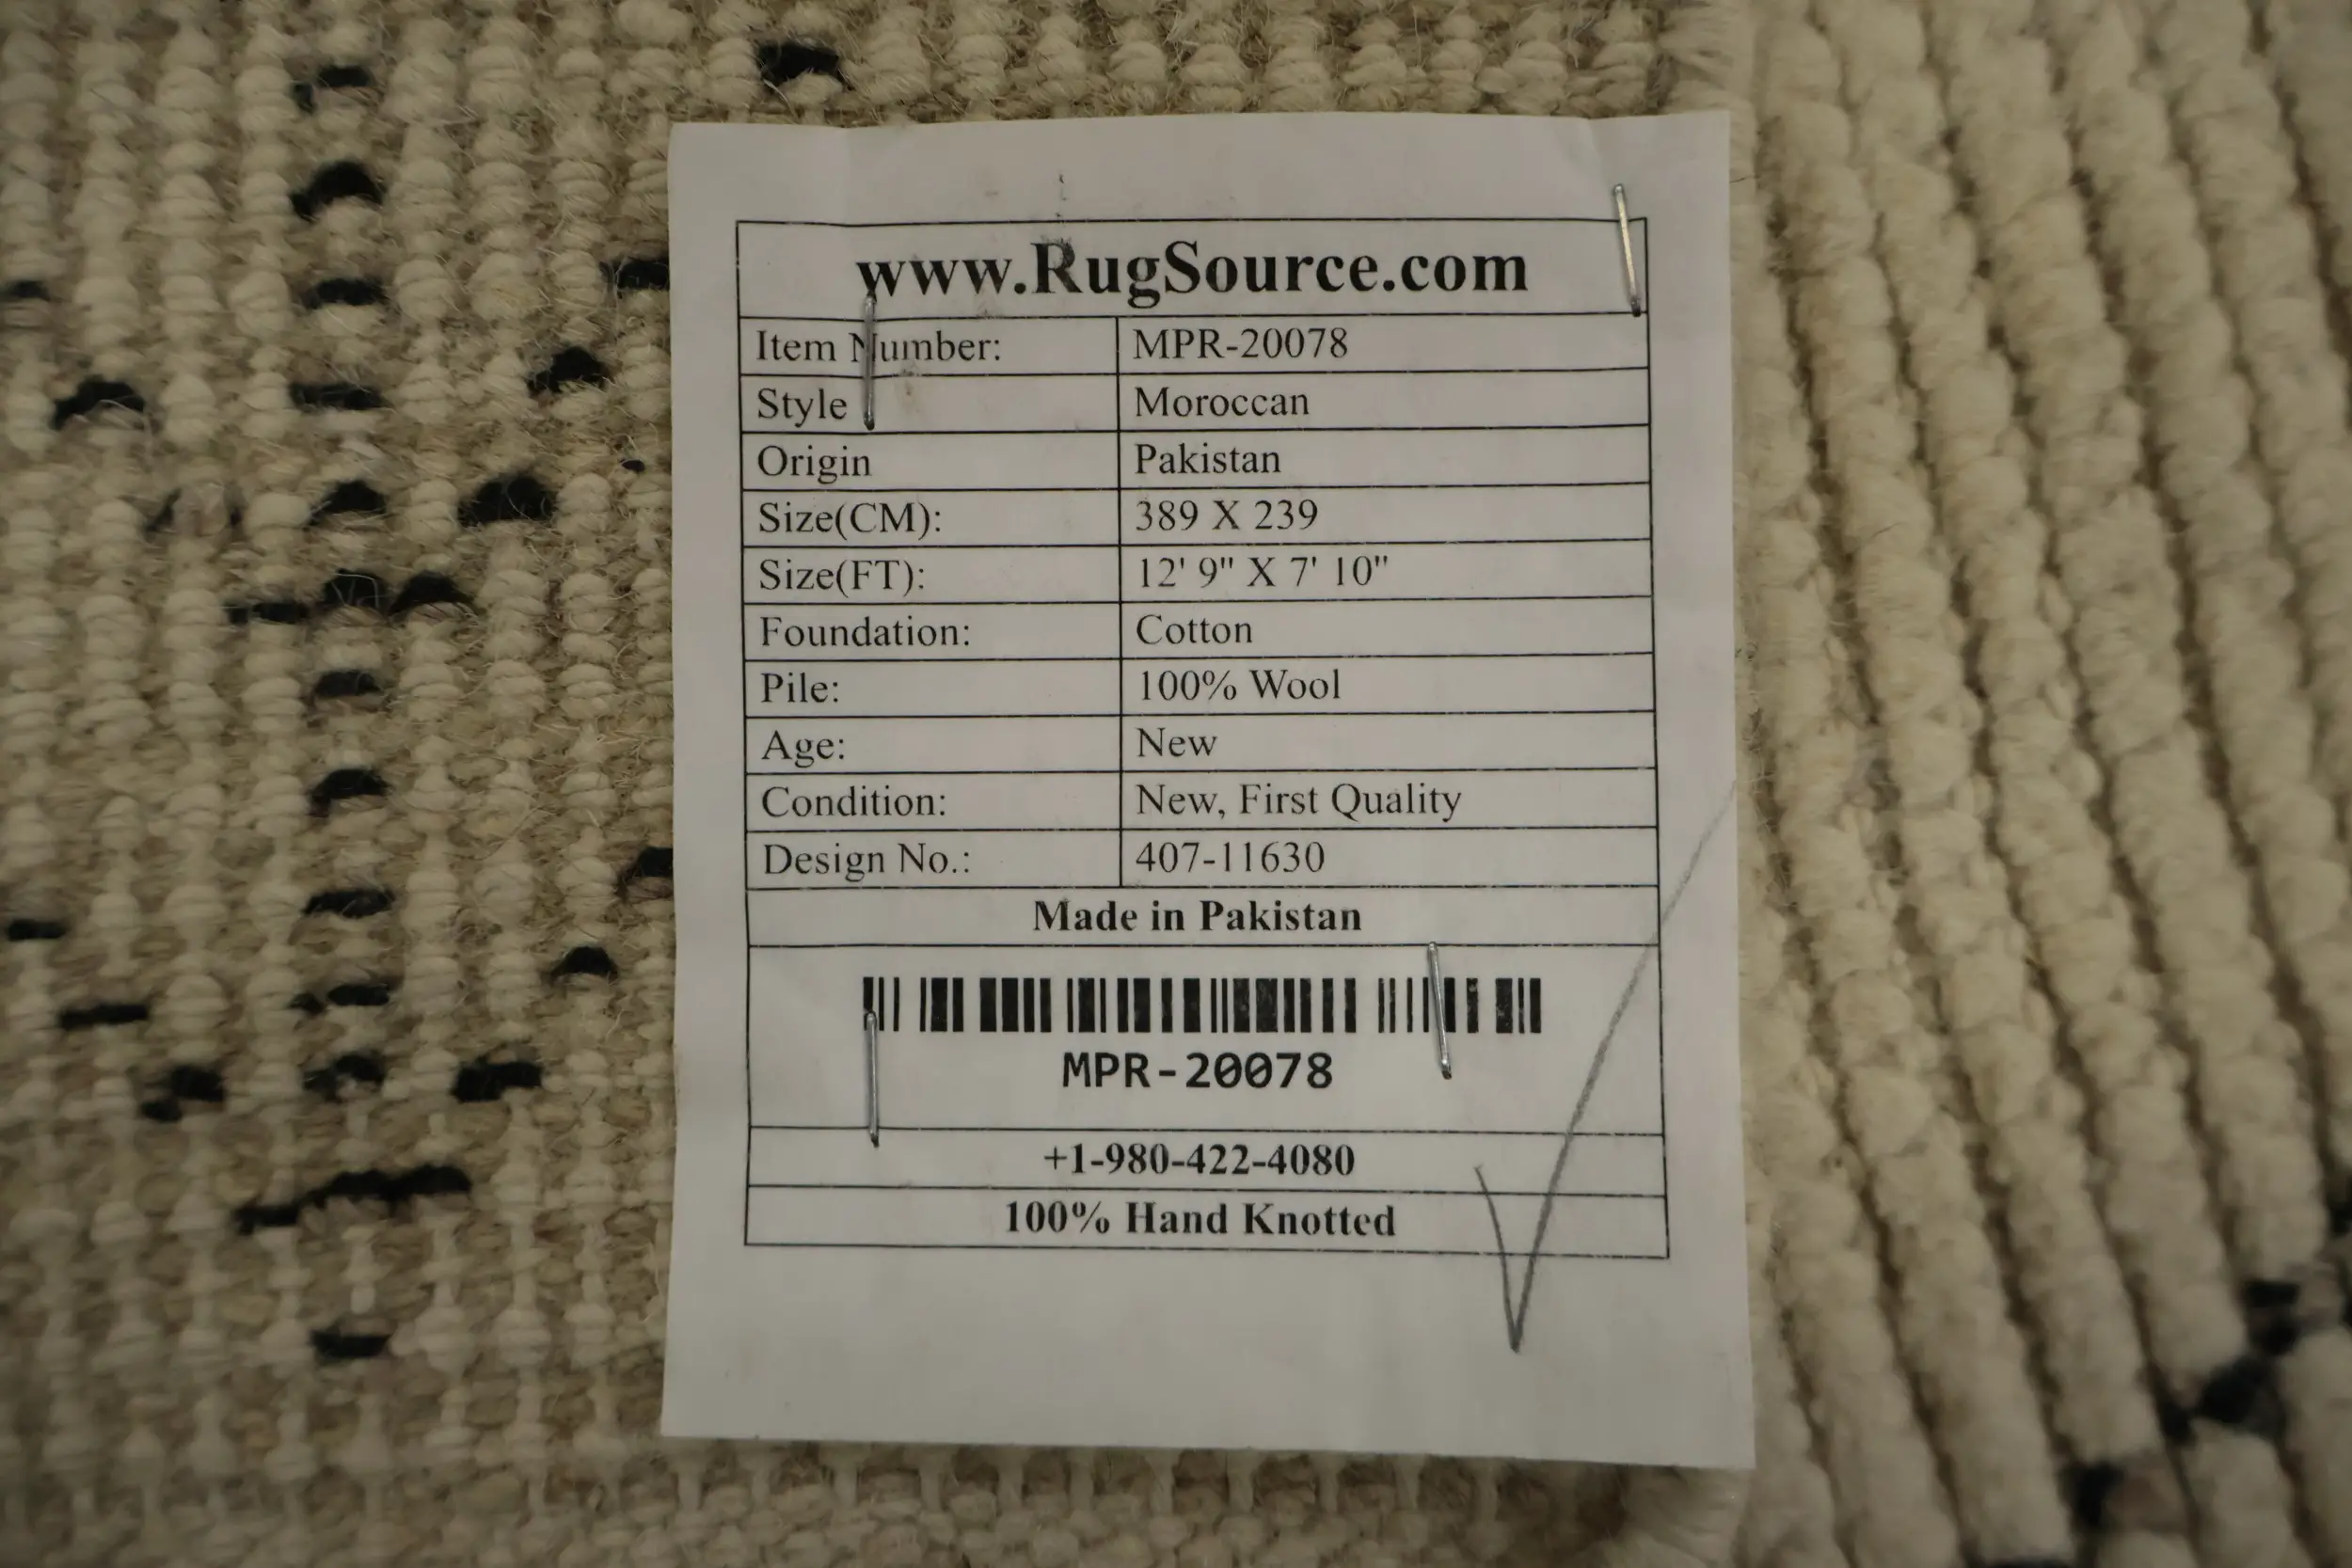 www.RugSource.com
Item Number: MPR-20078
Style Moroccan
Origin Pakistan
Size(CM): 389 X 239
Size(FT): 12' 9" X 7' 10"
Foundation: Cotton
Pile: 100% Wool
Age: New
Condition: New, First Quality
Design No.: 407-11630
Made in Pakistan
MPR-20078
+1-980-422-4080
100% Hand Knotted